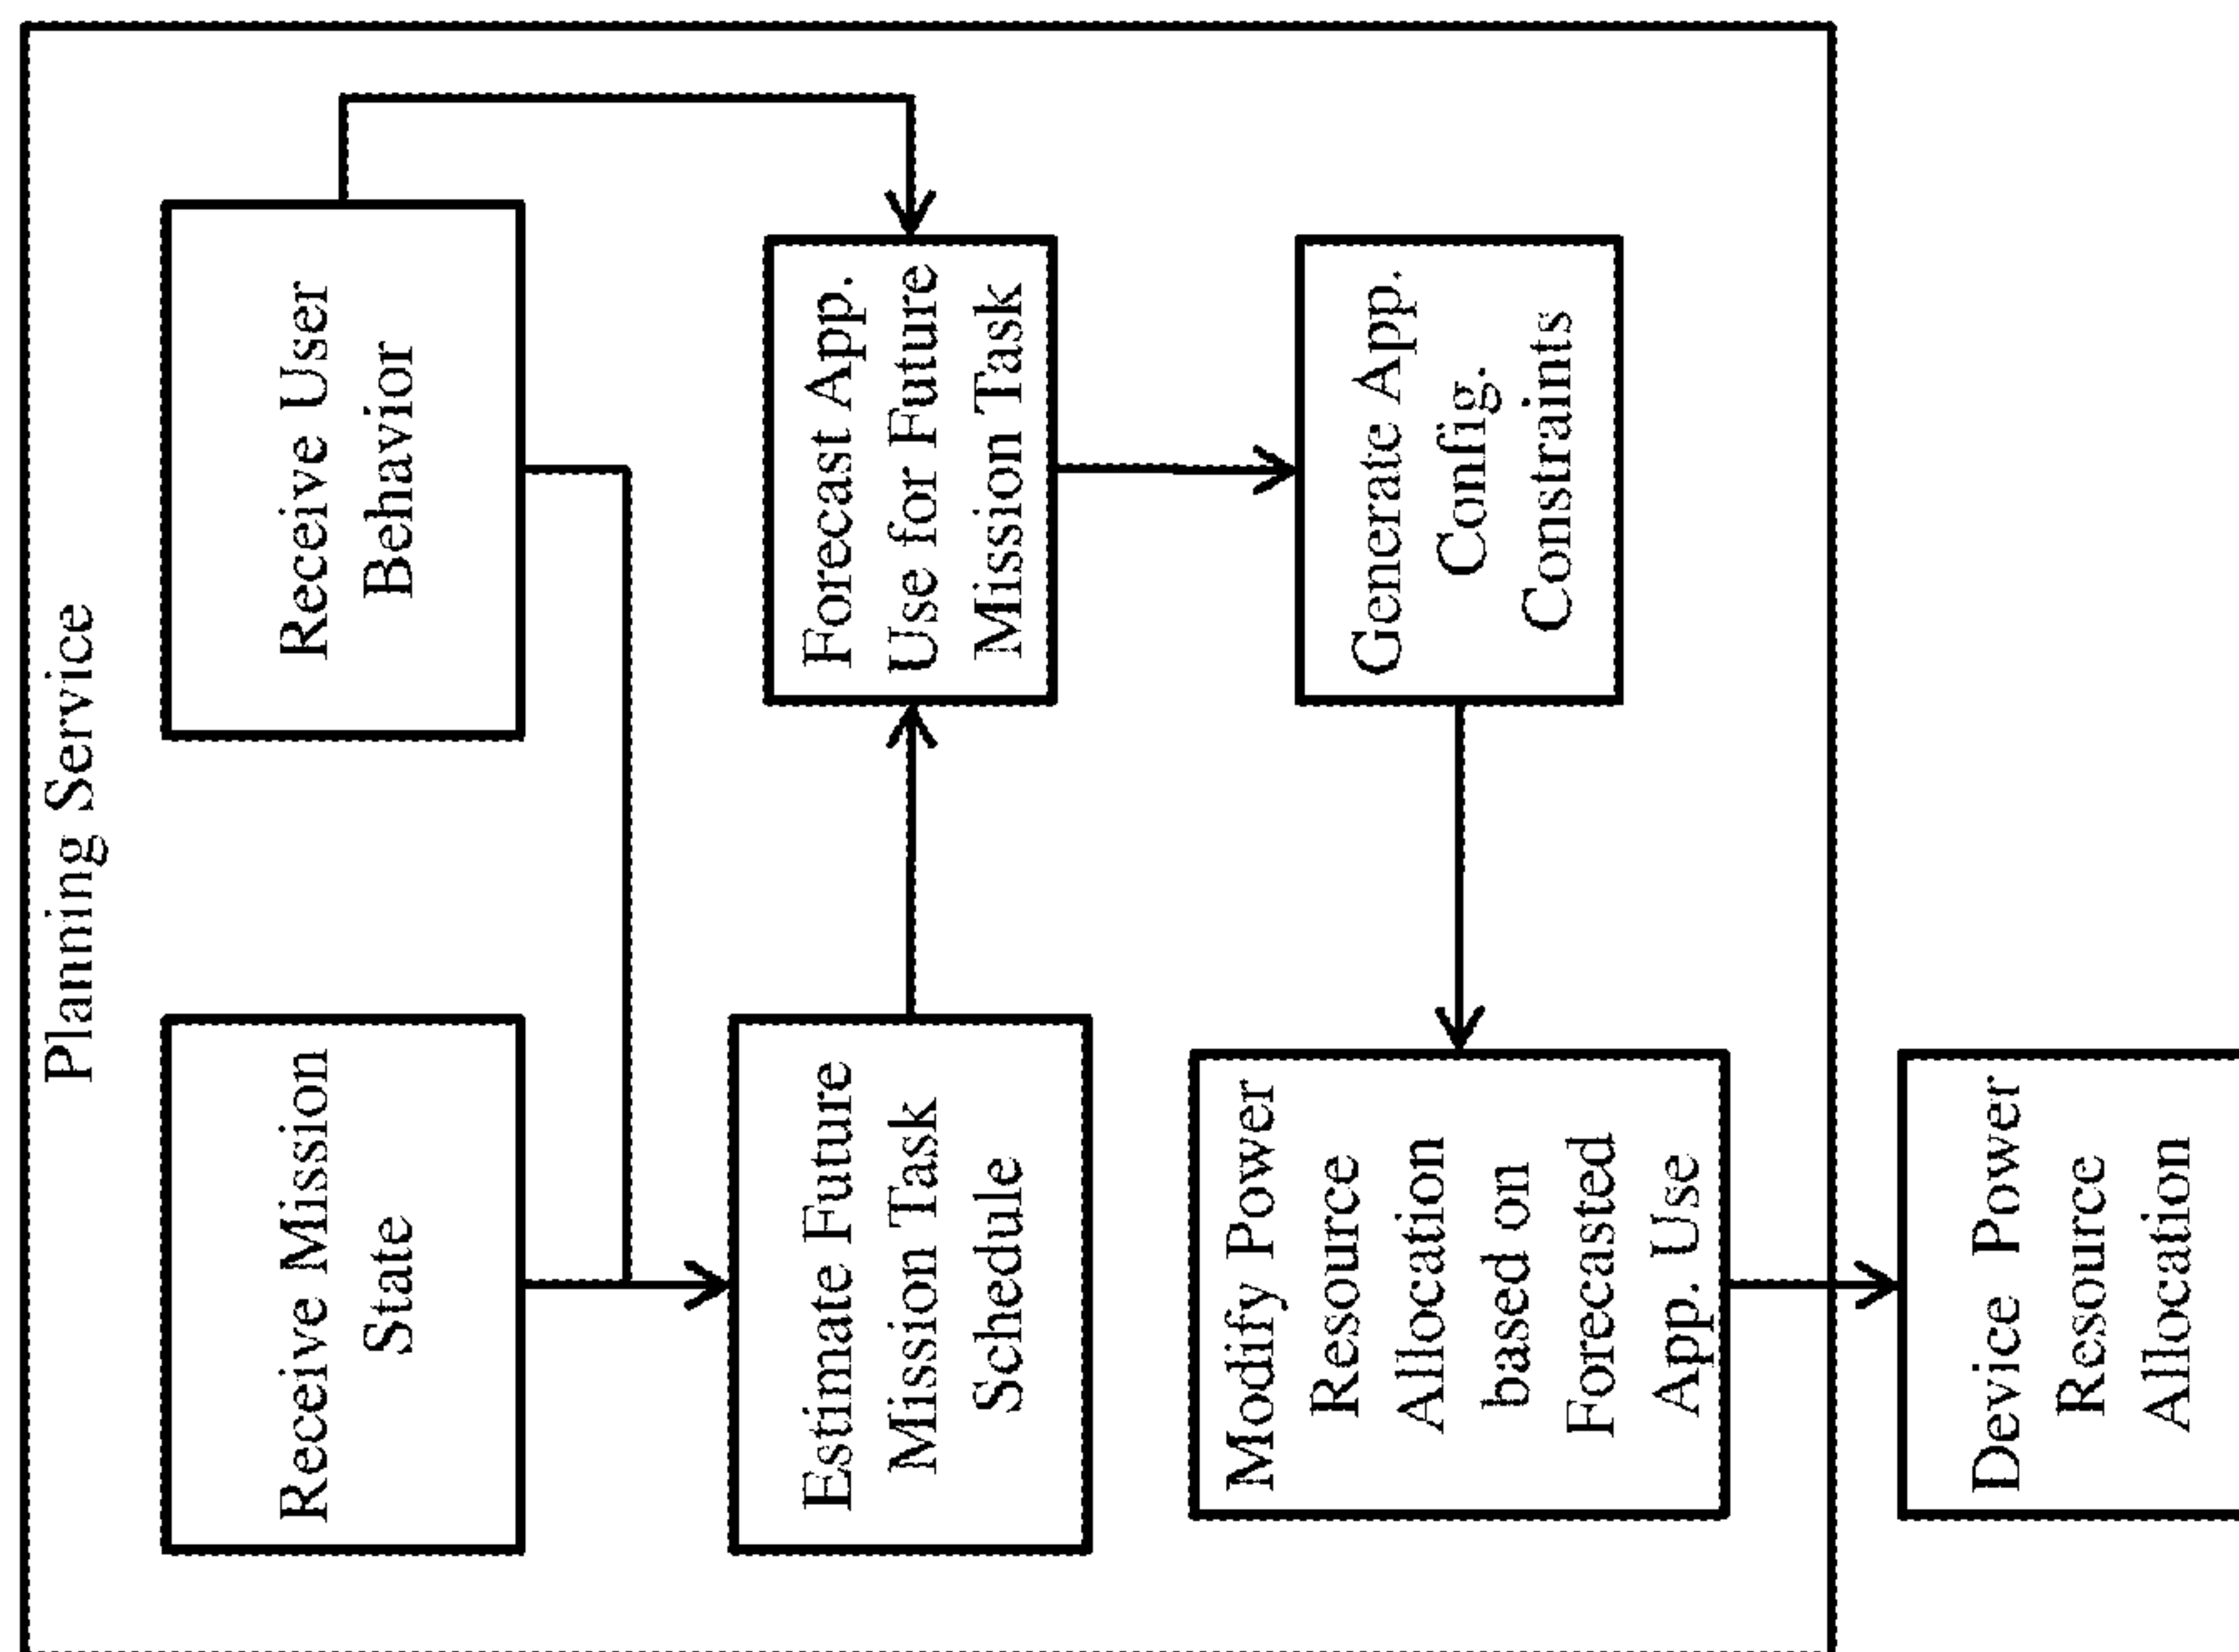 Planning Service
Receive Mission
State
Receive User
Behavior
Estimate Future
Mission Task
Schedule
Forecast App.
Use for Future
Mission Task
Modify Power
Resource
Allocation
based on
Forecasted
App. Use
Generate App.
Config.
Constraints
Device Power
Resource
Allocation